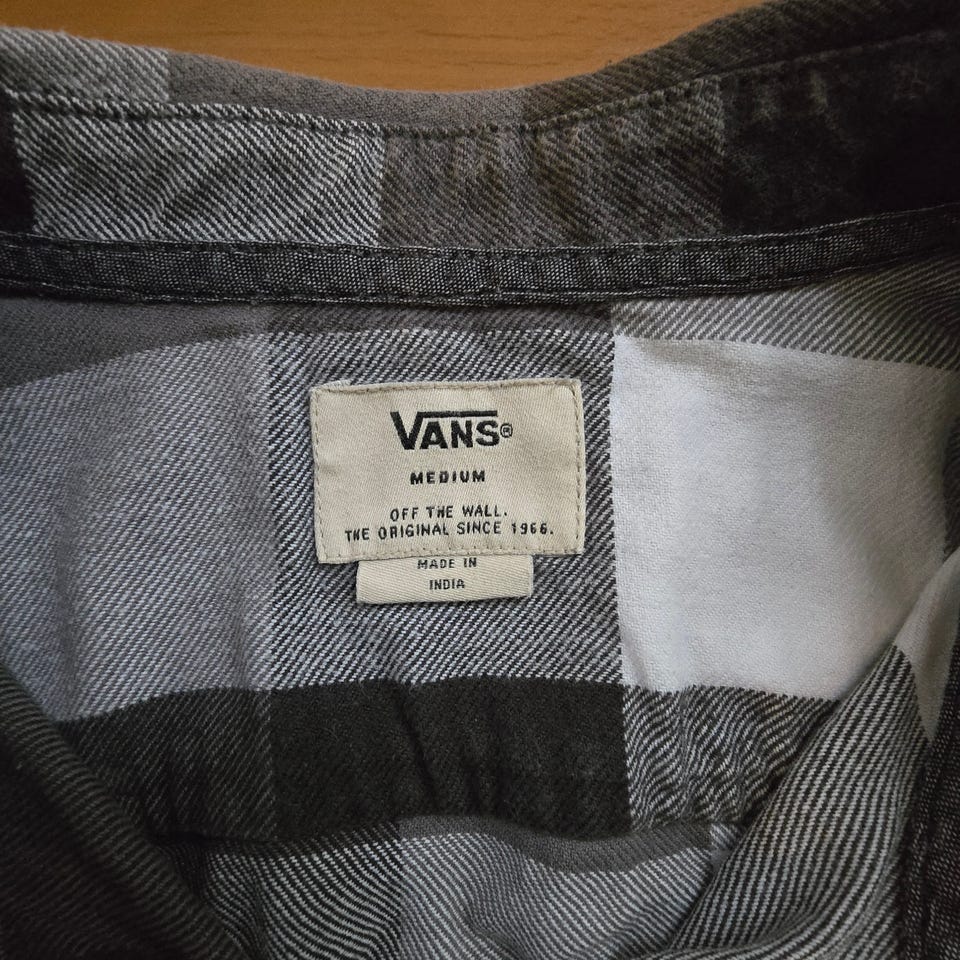 VANS®
MEDIUM
OFF THE WALL.
THE ORIGINAL SINCE 1966.
MADE IN
INDIA